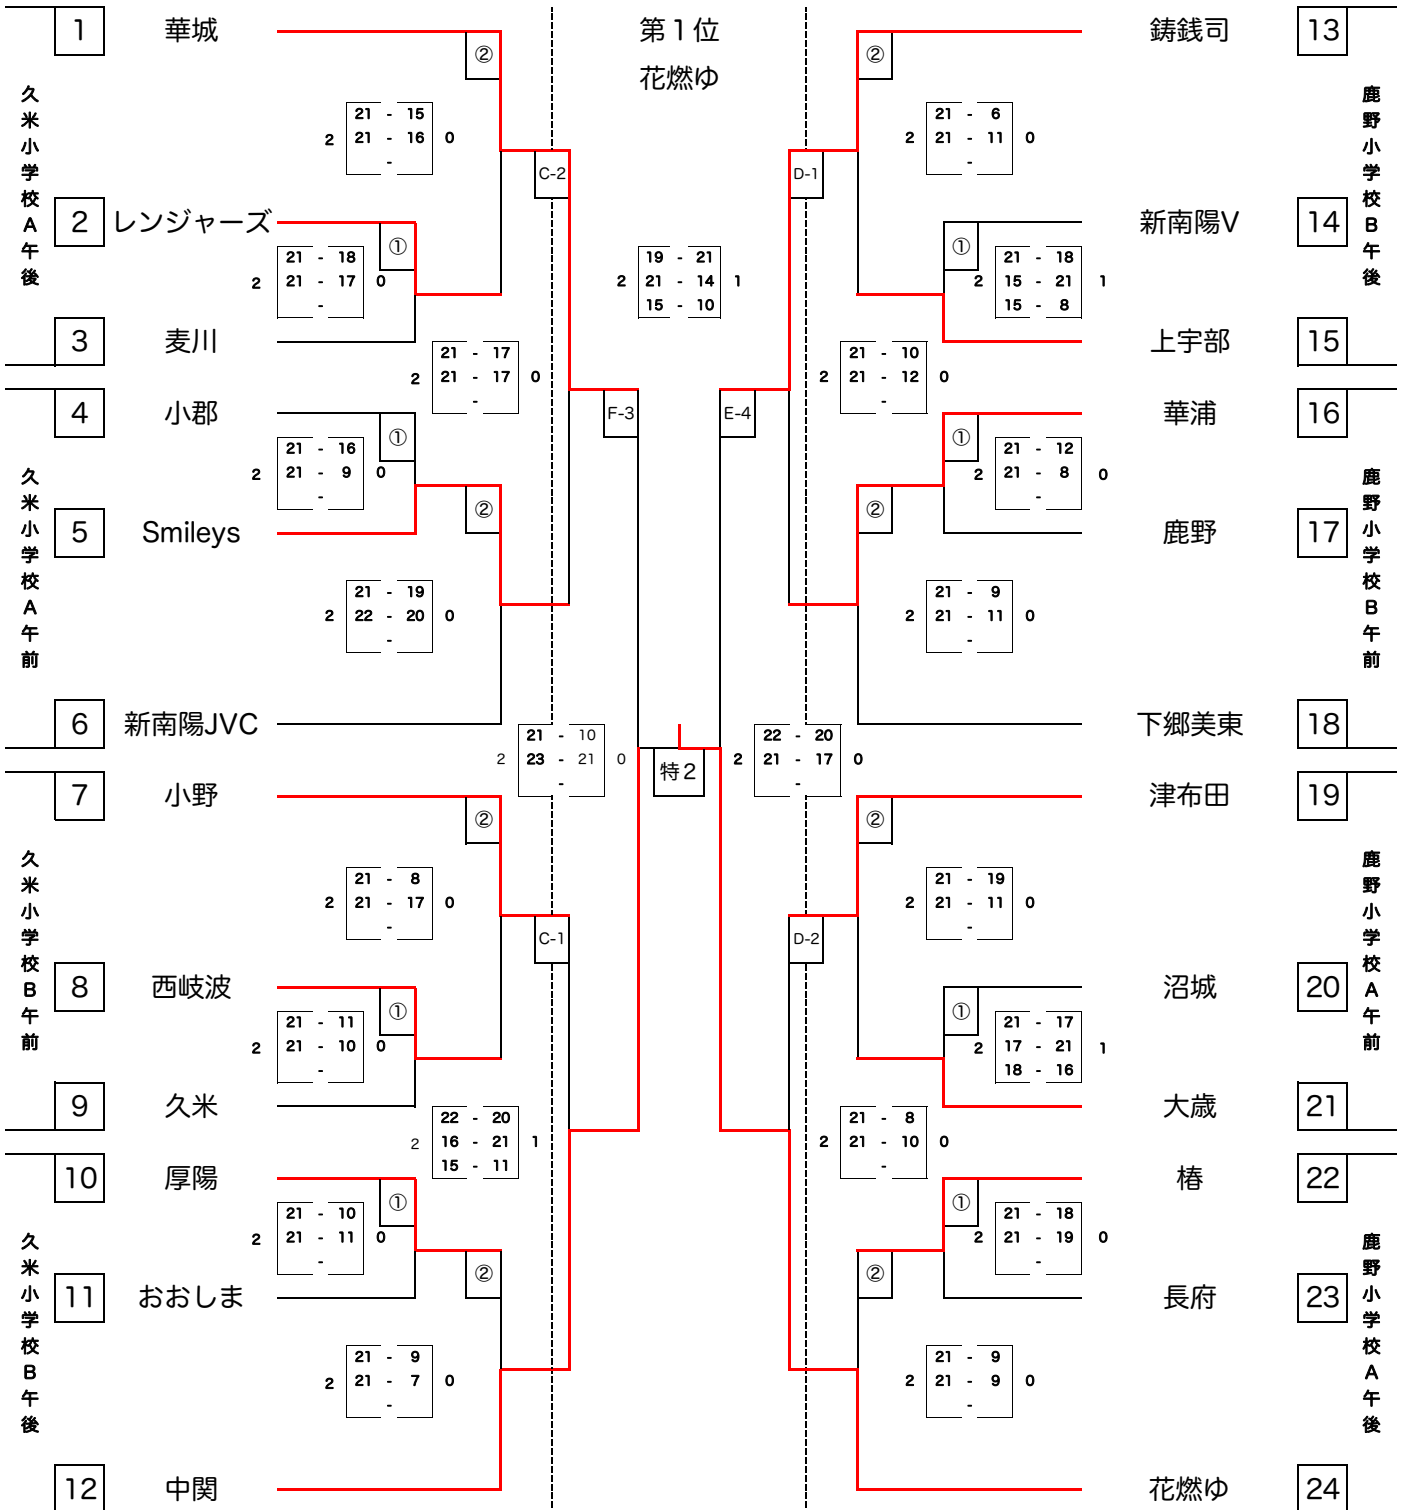 1 華城 第１位 鋳銭司 13
② ②
花燃ゆ
久米小学校Ａ午後
鹿野小学校Ｂ午後
21 - 15
2 21 - 16 0
-
21 - 6
2 21 - 11 0
-
C-2 D-1
2 レンジャーズ 新南陽V 14
① ①
21 - 18
2 21 - 17 0
-
19 - 21
2 21 - 14 1
15 - 10
21 - 18
2 15 - 21 1
15 - 8
3 麦川 上宇部 15
21 - 17
2 21 - 17 0
-
21 - 10
2 21 - 12 0
-
4 小郡 華浦 16
F-3 E-4
① ①
久米小学校Ａ午前
鹿野小学校Ｂ午前
21 - 16
2 21 - 9 0
-
21 - 12
2 21 - 8 0
-
② ②
5 Smileys 鹿野 17
21 - 19
2 22 - 20 0
-
21 - 9
2 21 - 11 0
-
6 新南陽JVC 下郷美東 18
21 - 10
2 23 - 21 0
-
特２
22 - 20
2 21 - 17 0
-
7 小野 津布田 19
② ②
久米小学校Ｂ午前
鹿野小学校Ａ午前
21 - 8
2 21 - 17 0
-
21 - 19
2 21 - 11 0
-
C-1 D-2
8 西岐波 沼城 20
① ①
21 - 11
2 21 - 10 0
-
21 - 17
2 17 - 21 1
18 - 16
9 久米 大歳 21
22 - 20
2 16 - 21 1
15 - 11
21 - 8
2 21 - 10 0
-
10 厚陽 椿 22
① ①
久米小学校Ｂ午後
鹿野小学校Ａ午後
21 - 10
2 21 - 11 0
-
21 - 18
2 21 - 19 0
-
② ②
11 おおしま 長府 23
21 - 9
2 21 - 7 0
-
21 - 9
2 21 - 9 0
-
12 中関 花燃ゆ 24